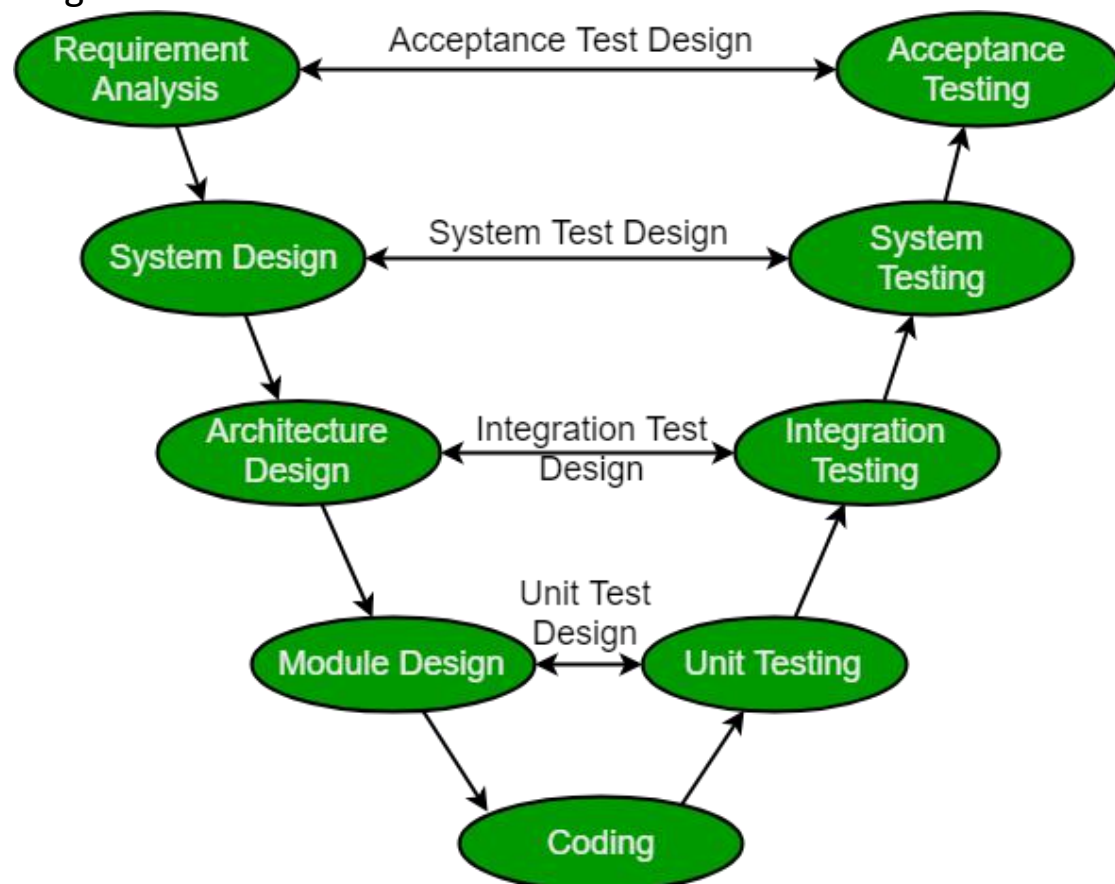 Requirement
Analysis
Acceptance Test Design
Acceptance
Testing
System Design
System Test Design
System
Testing
Architecture
Design
Integration Test
Design
Integration
Testing
Module Design
Unit Test
Design
Unit Testing
Coding